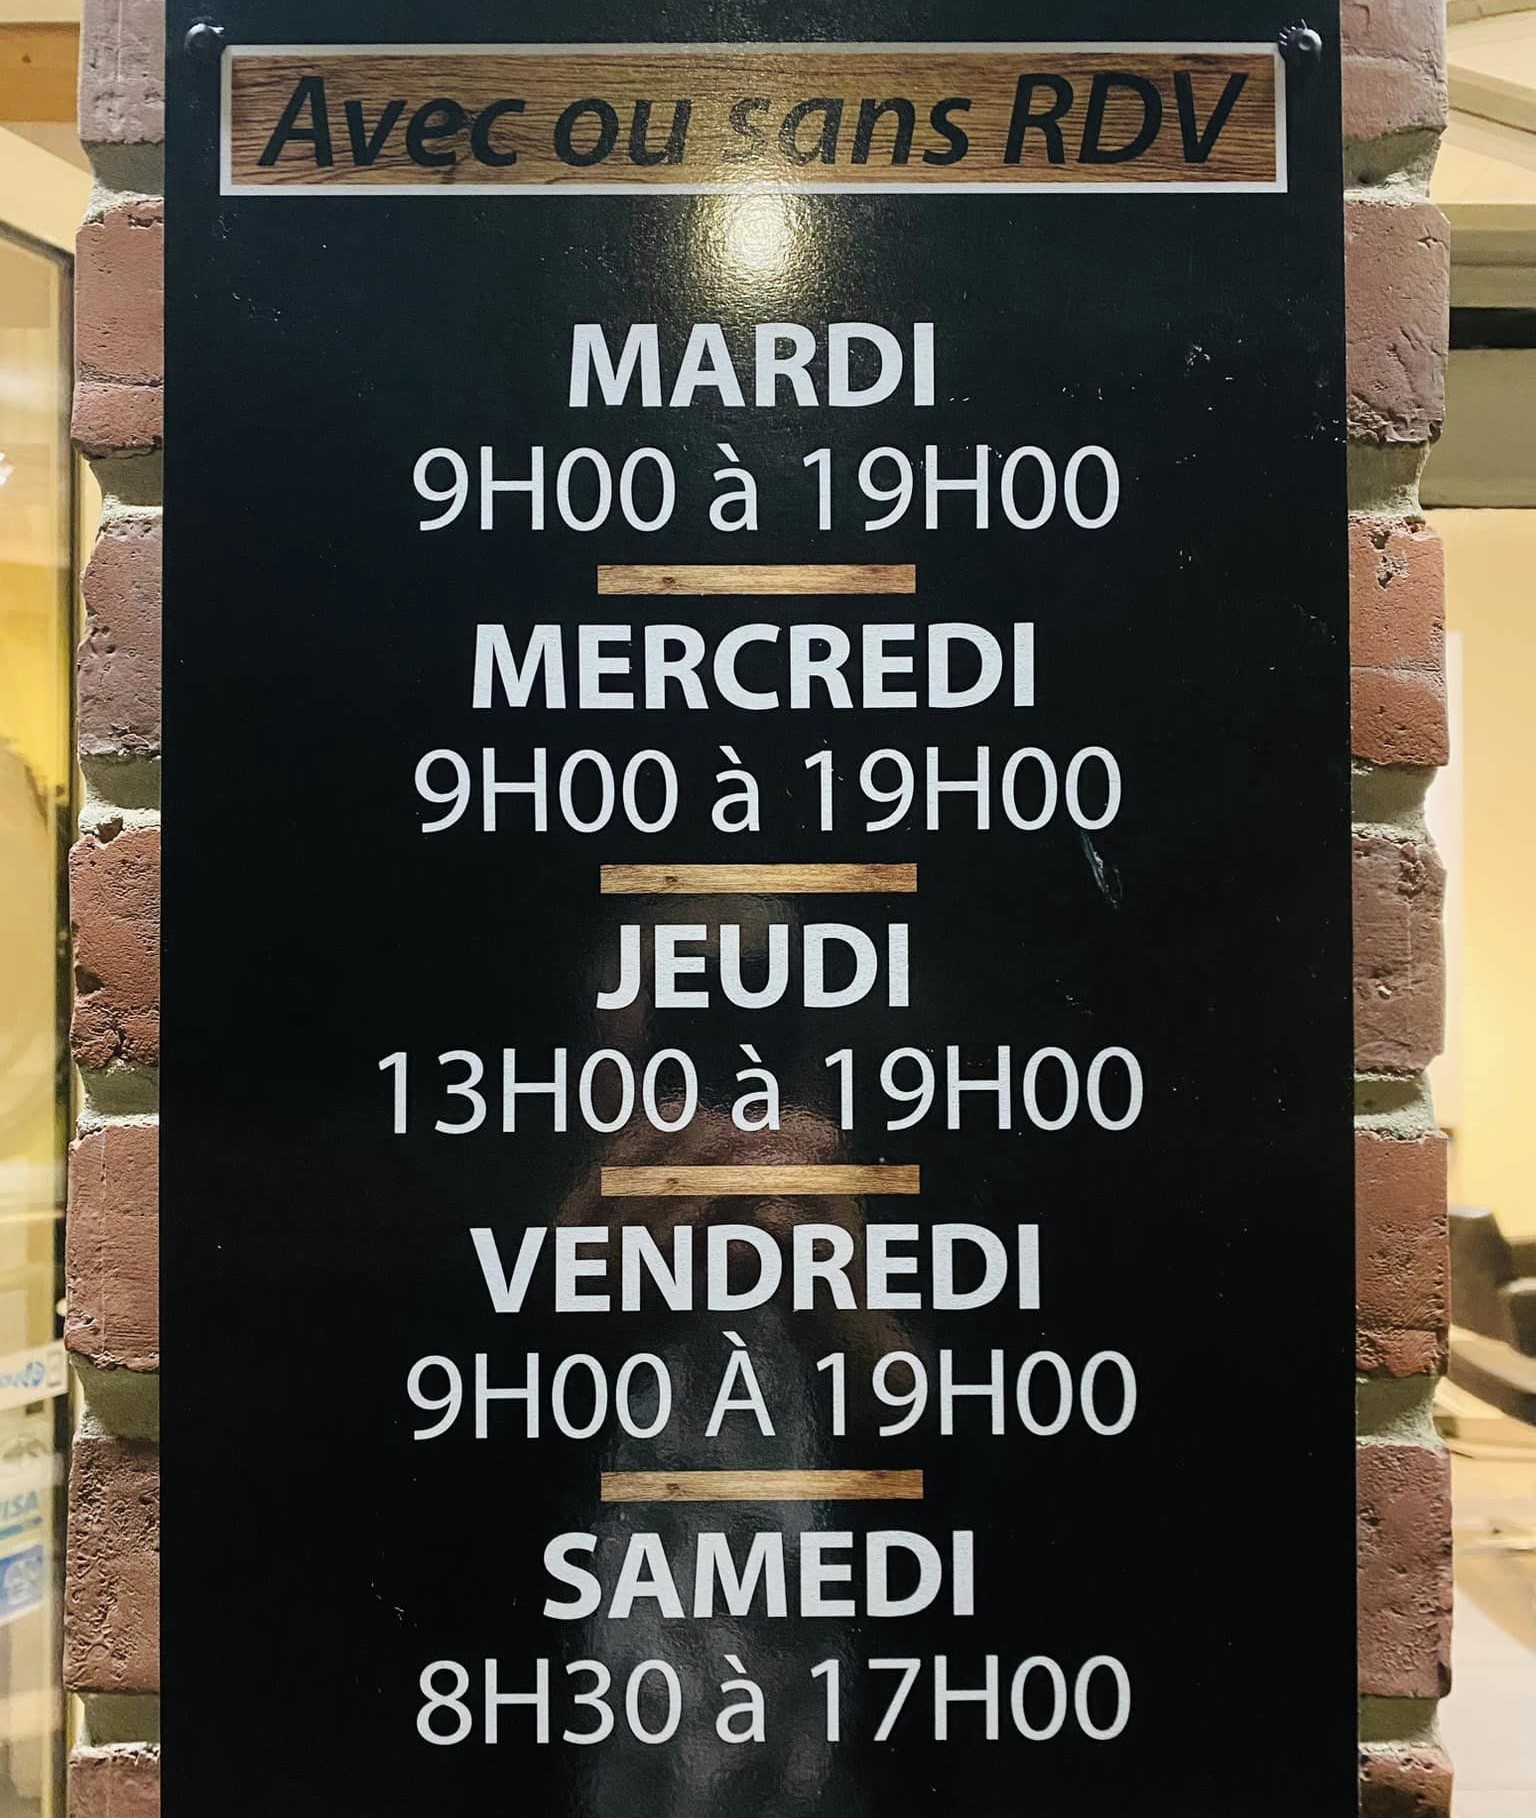 Avec ou sans RDV
MARDI
9H00 à 19H00
MERCREDI
9H00 à 19H00
JEUDI
13H00 à 19H00
VENDREDI
9H00 À 19H00
SAMEDI
8H30 à 17H00